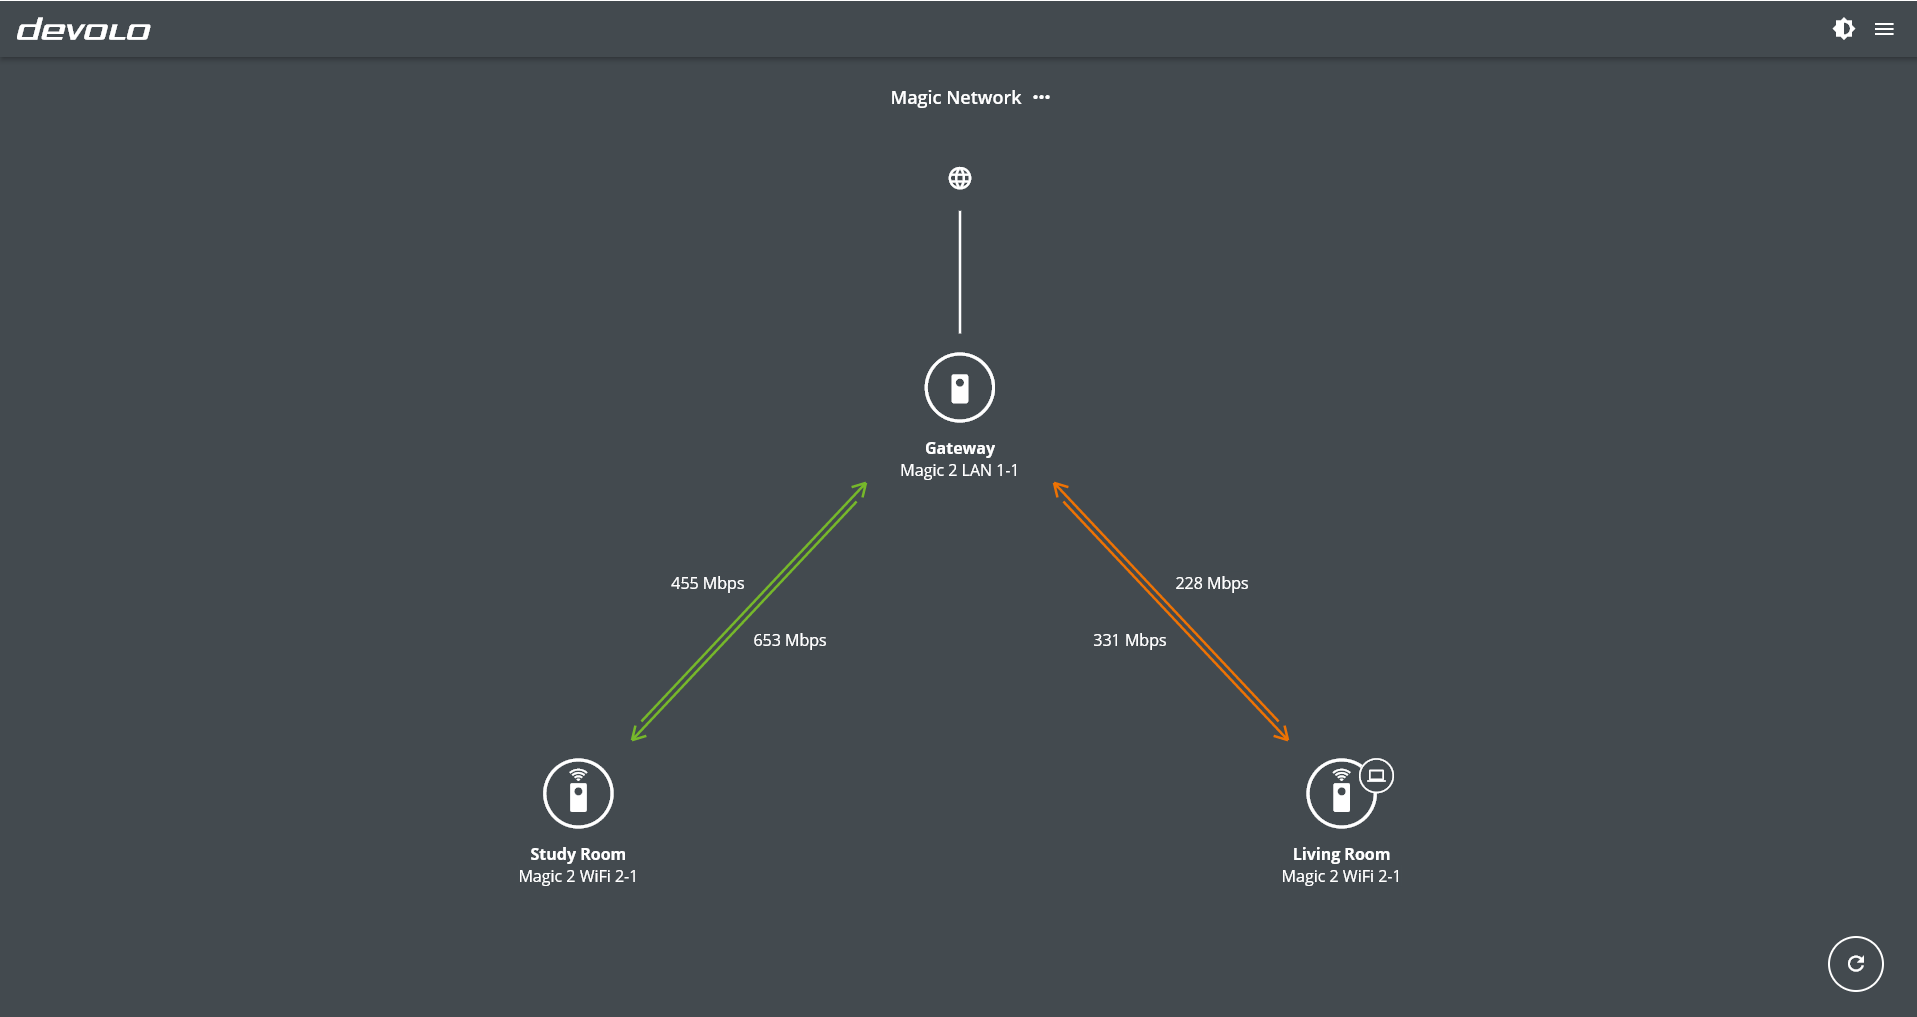 devolo
Magic Network ...
Gateway
Magic 2 LAN 1-1
455 Mbps
228 Mbps
653 Mbps
331 Mbps
Study Room
Magic 2 WiFi 2-1
Living Room
Magic 2 WiFi 2-1